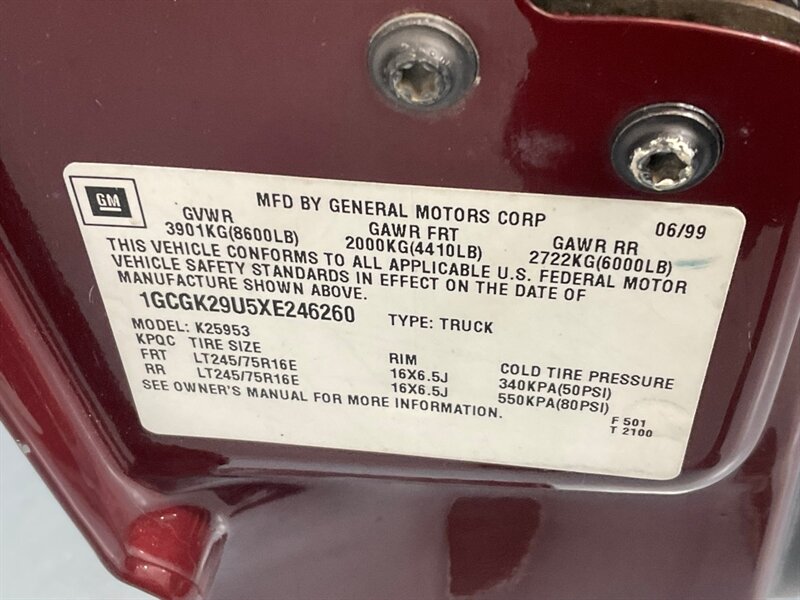 GM
MFD BY GENERAL MOTORS CORP 06/99
GVWR GAWR FRT GAWR RR
3901KG(8600LB) 2000KG(4410LB) 2722KG(6000LB)
THIS VEHICLE CONFORMS TO ALL APPLICABLE U.S. FEDERAL MOTOR
VEHICLE SAFETY STANDARDS IN EFFECT ON THE DATE OF
MANUFACTURE SHOWN ABOVE.
1GCGK29U5XE246260 TYPE: TRUCK
MODEL: K25953
KPQC TIRE SIZE RIM COLD TIRE PRESSURE
FRT LT245/75R16E 16X6.5J 340KPA(50PSI)
RR LT245/75R16E 16X6.5J 550KPA(80PSI)
SEE OWNER'S MANUAL FOR MORE INFORMATION.
F 501
T 2100